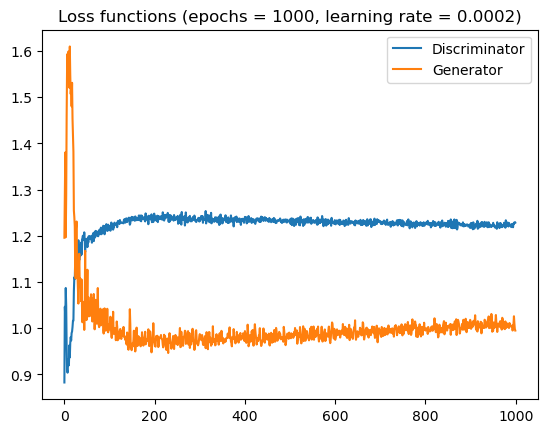 Loss functions (epochs = 1000, learning rate = 0.0002)
Discriminator
Generator
1.6
1.5
1.4
1.3
1.2
1.1
1.0
0.9
0 200 400 600 800 1000